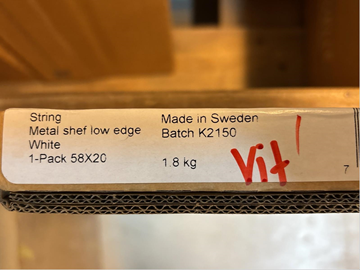 String
Metal shef low edge
White
1-Pack 58X20
Made in Sweden
Batch K2150
1.8 kg
Vit
7